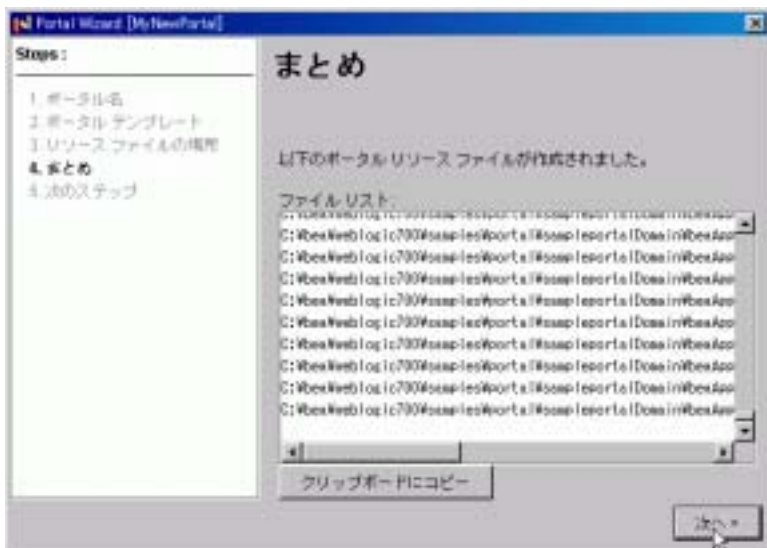 Portal Wizard [MyNewPortal]
Steps :
1. ポータル名
2. ポータル テンプレート
3. リソース ファイルの場所
4. まとめ
5. 次のステップ
まとめ
以下のポータル リソース ファイルが作成されました。
ファイル リスト:
C:¥bea¥weblogic700¥samples¥portal¥sampleportalDomain¥beaApp
C:¥bea¥weblogic700¥samples¥portal¥sampleportalDomain¥beaApp
C:¥bea¥weblogic700¥samples¥portal¥sampleportalDomain¥beaApp
C:¥bea¥weblogic700¥samples¥portal¥sampleportalDomain¥beaApp
C:¥bea¥weblogic700¥samples¥portal¥sampleportalDomain¥beaApp
C:¥bea¥weblogic700¥samples¥portal¥sampleportalDomain¥beaApp
C:¥bea¥weblogic700¥samples¥portal¥sampleportalDomain¥beaApp
C:¥bea¥weblogic700¥samples¥portal¥sampleportalDomain¥beaApp
C:¥bea¥weblogic700¥samples¥portal¥sampleportalDomain¥beaApp
クリップボードにコピー
次へ »